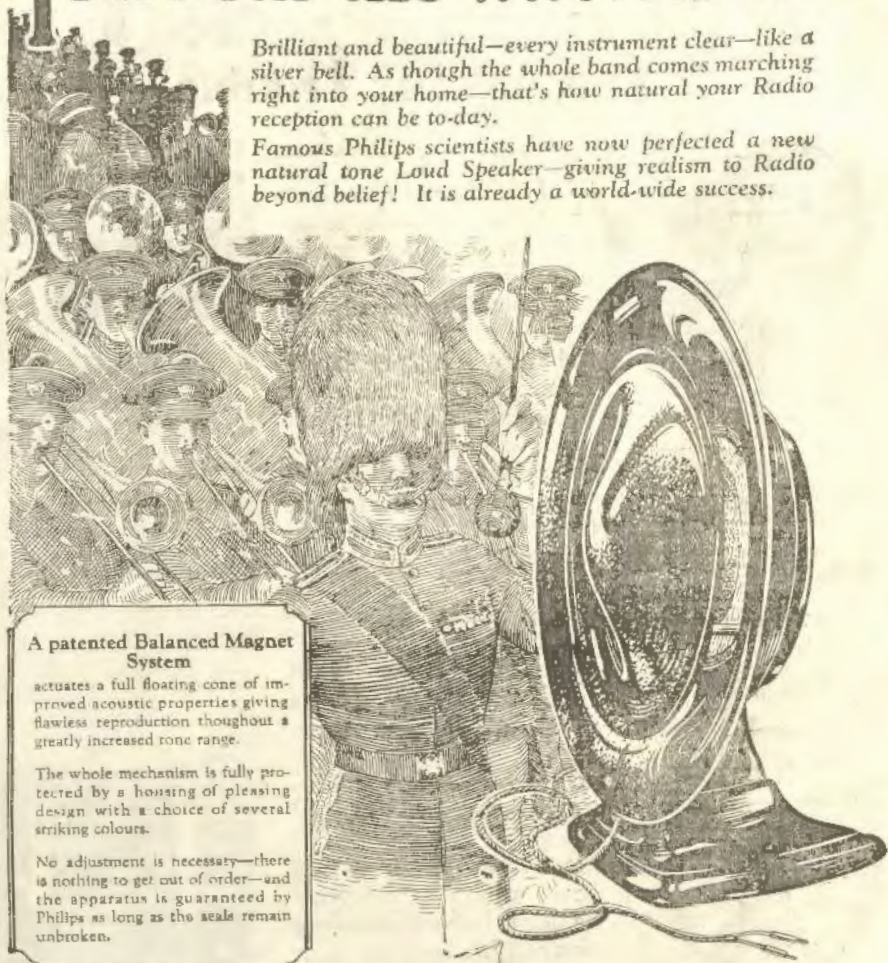 Brilliant and beautiful—every instrument clear—like a
silver bell. As though the whole band comes marching
right into your home—that's how natural your Radio
reception can be to-day.
Famous Philips scientists have now perfected a new
natural tone Loud Speaker—giving realism to Radio
beyond belief! It is already a world-wide success.
A patented Balanced Magnet
System
actuates a full floating cone of im-
proved acoustic properties giving
flawless reproduction thoughout a
greatly increased tone range.
The whole mechanism is fully pro-
tected by a housing of pleasing
design with a choice of several
striking colours.
No adjustment is necessary—there
is nothing to get out of order—and
the apparatus is guaranteed by
Philips as long as the seals remain
unbroken.